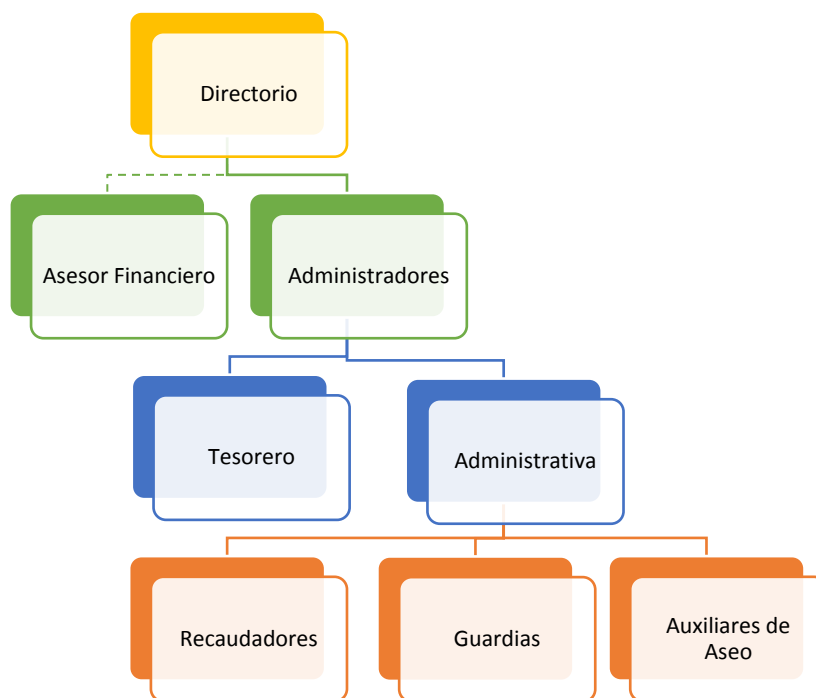 Directorio
Asesor Financiero
Administradores
Tesorero
Administrativa
Recaudadores
Guardias
Auxiliares de
Aseo